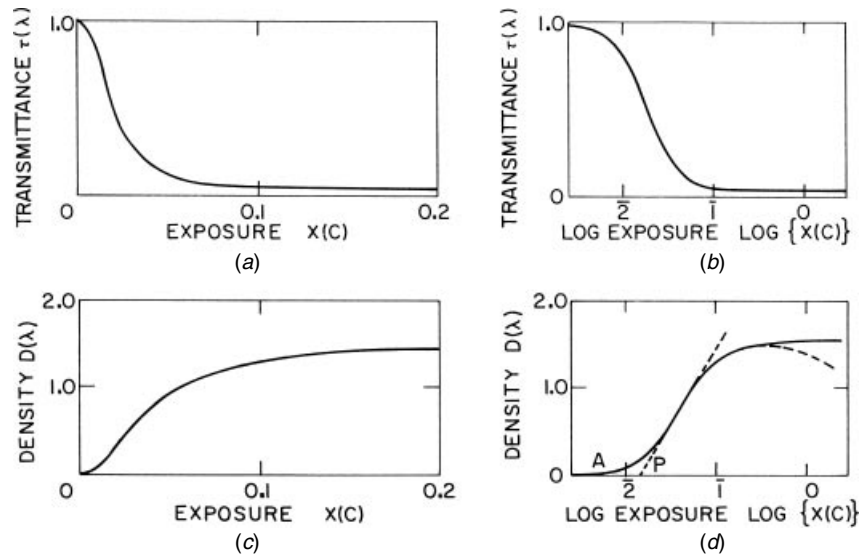 TRANSMITTANCE τ(λ)
1.0
0
0.1
0.2
EXPOSURE X(C)
(a)
TRANSMITTANCE τ(λ)
1.0
0
2̅
1̅
0
LOG EXPOSURE LOG {X(C)}
(b)
DENSITY D(λ)
2.0
1.0
0
0.1
0.2
EXPOSURE X(C)
(c)
DENSITY D(λ)
2.0
1.0
0
A
P
2̅
1̅
0
LOG EXPOSURE LOG {X(C)}
(d)